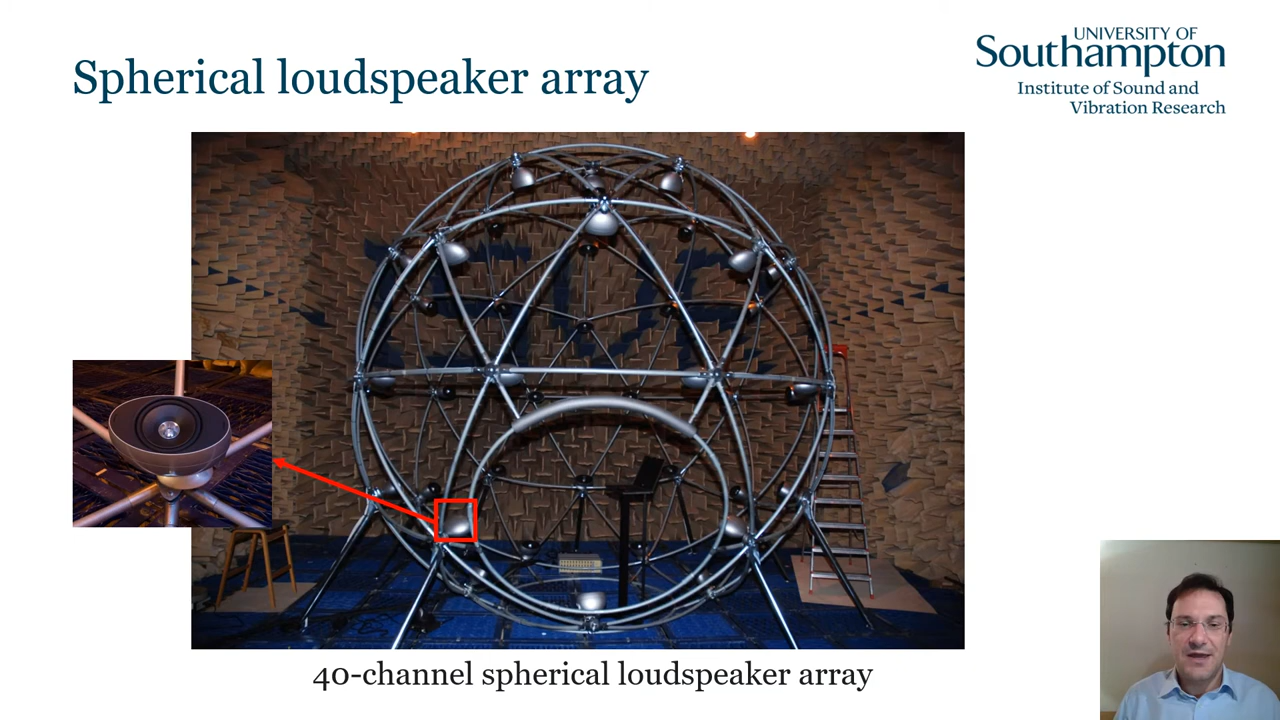 Spherical loudspeaker array
UNIVERSITY OF
Southampton
Institute of Sound and
Vibration Research
40-channel spherical loudspeaker array